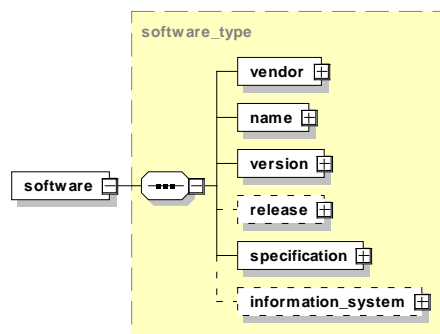 software_type
vendor
name
version
software
release
specification
information_system